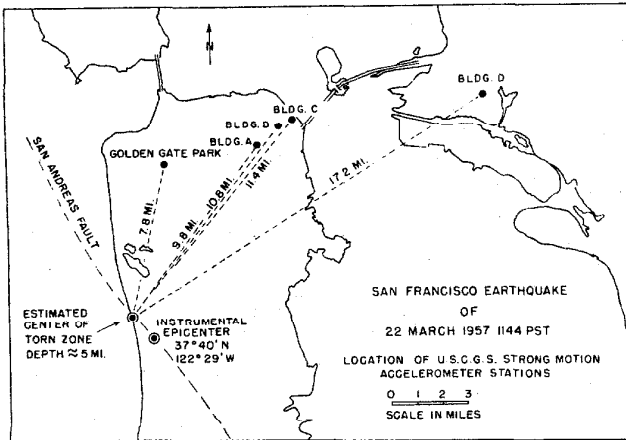 N
BLDG. D
BLDG. C
BLDG. D
BLDG. A
GOLDEN GATE PARK
SAN ANDREAS FAULT
7.8 MI.
9.8 MI.
10.8 MI.
11.4 MI.
17.2 MI.
ESTIMATED
CENTER OF
TORN ZONE
DEPTH ≈ 5 MI.
INSTRUMENTAL
EPICENTER
37° 40' N
122° 29' W
SAN FRANCISCO EARTHQUAKE
OF
22 MARCH 1957 1144 PST
LOCATION OF U.S.C.G.S. STRONG MOTION
ACCELEROMETER STATIONS
0 1 2 3
SCALE IN MILES